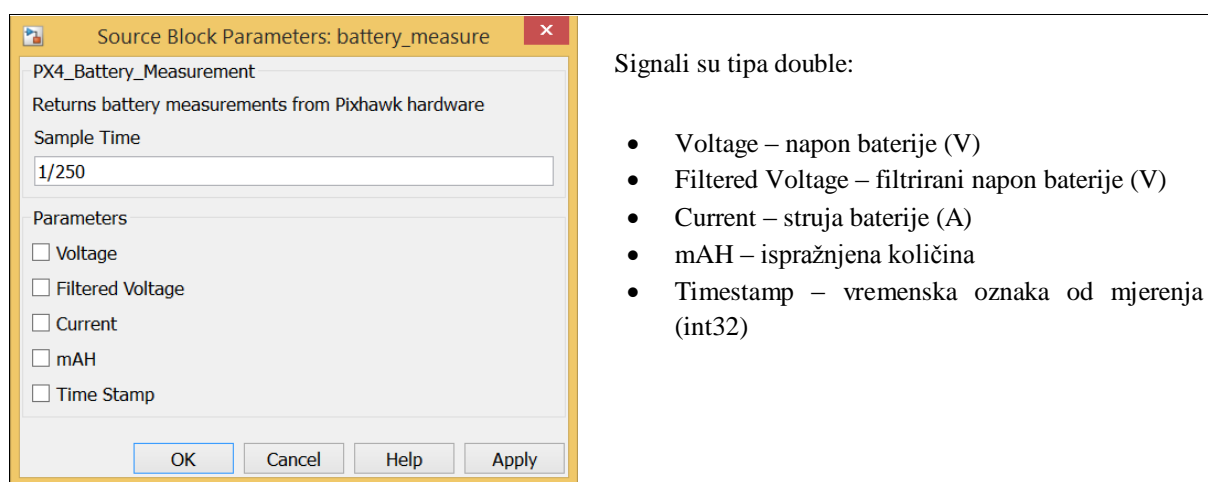 Source Block Parameters: battery_measure
x
PX4_Battery_Measurement
Returns battery measurements from Pixhawk hardware
Sample Time
1/250
Parameters
Voltage
Filtered Voltage
Current
mAH
Time Stamp
OK Cancel Help Apply
Signali su tipa double:
• Voltage – napon baterije (V)
• Filtered Voltage – filtrirani napon baterije (V)
• Current – struja baterije (A)
• mAH – ispražnjena količina
• Timestamp – vremenska oznaka od mjerenja
(int32)